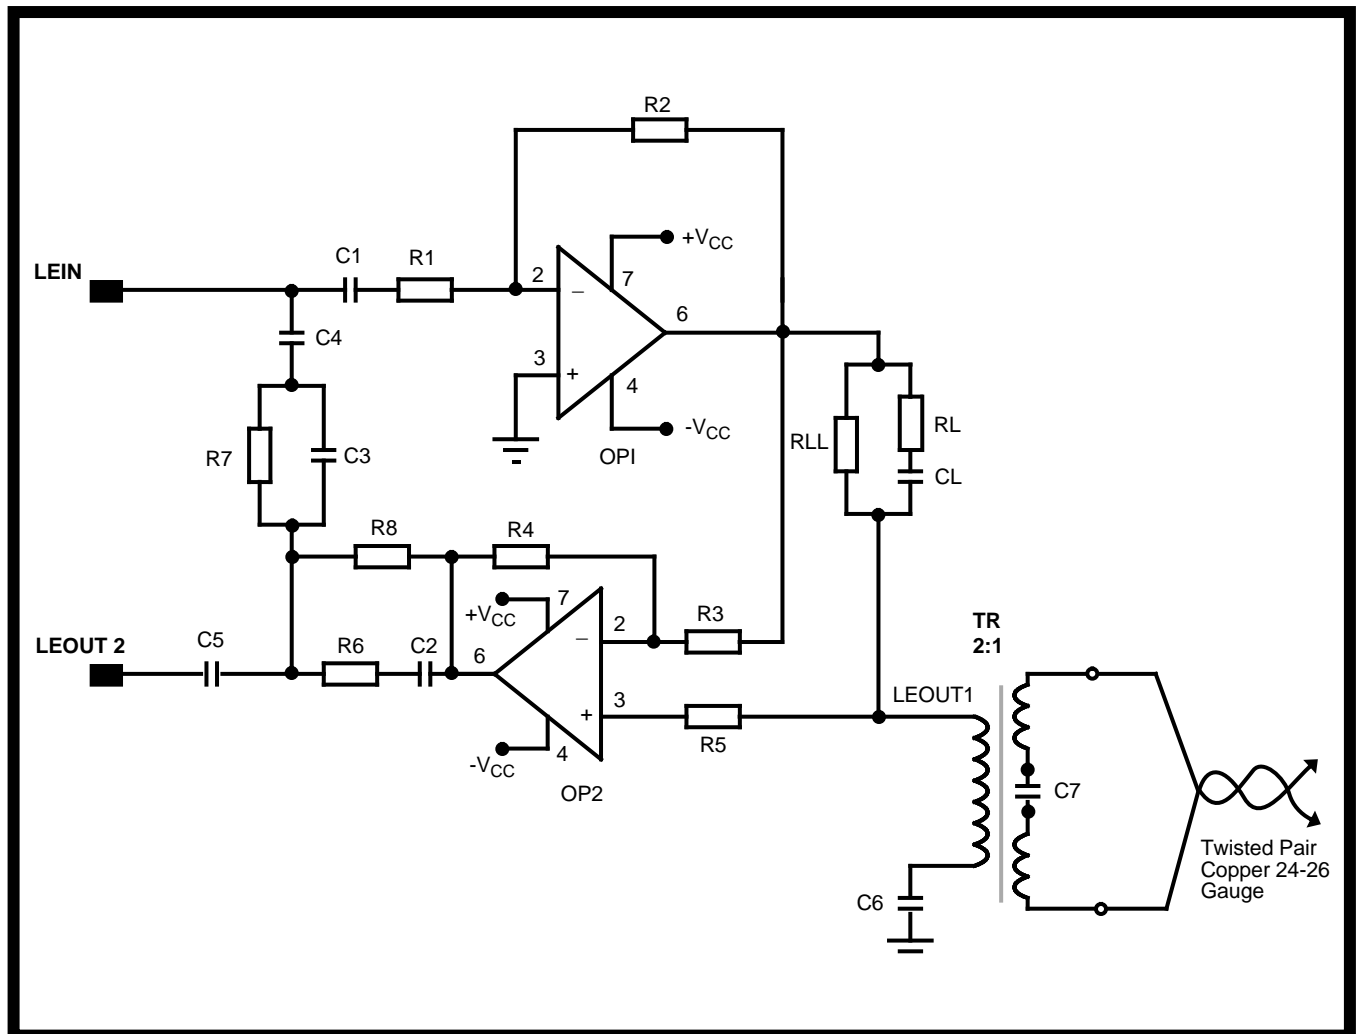 R2
+VCC
C1
R1
LEIN
2
7
−
6
C4
3
+
4
RL
-VCC
RLL
R7
C3
OPI
CL
R8
R4
7
+VCC
R3
TR
2:1
C5
2
−
LEOUT 2
R6
C2
6
LEOUT1
3
+
R5
4
-VCC
OP2
C7
Twisted Pair
Copper 24-26
Gauge
C6